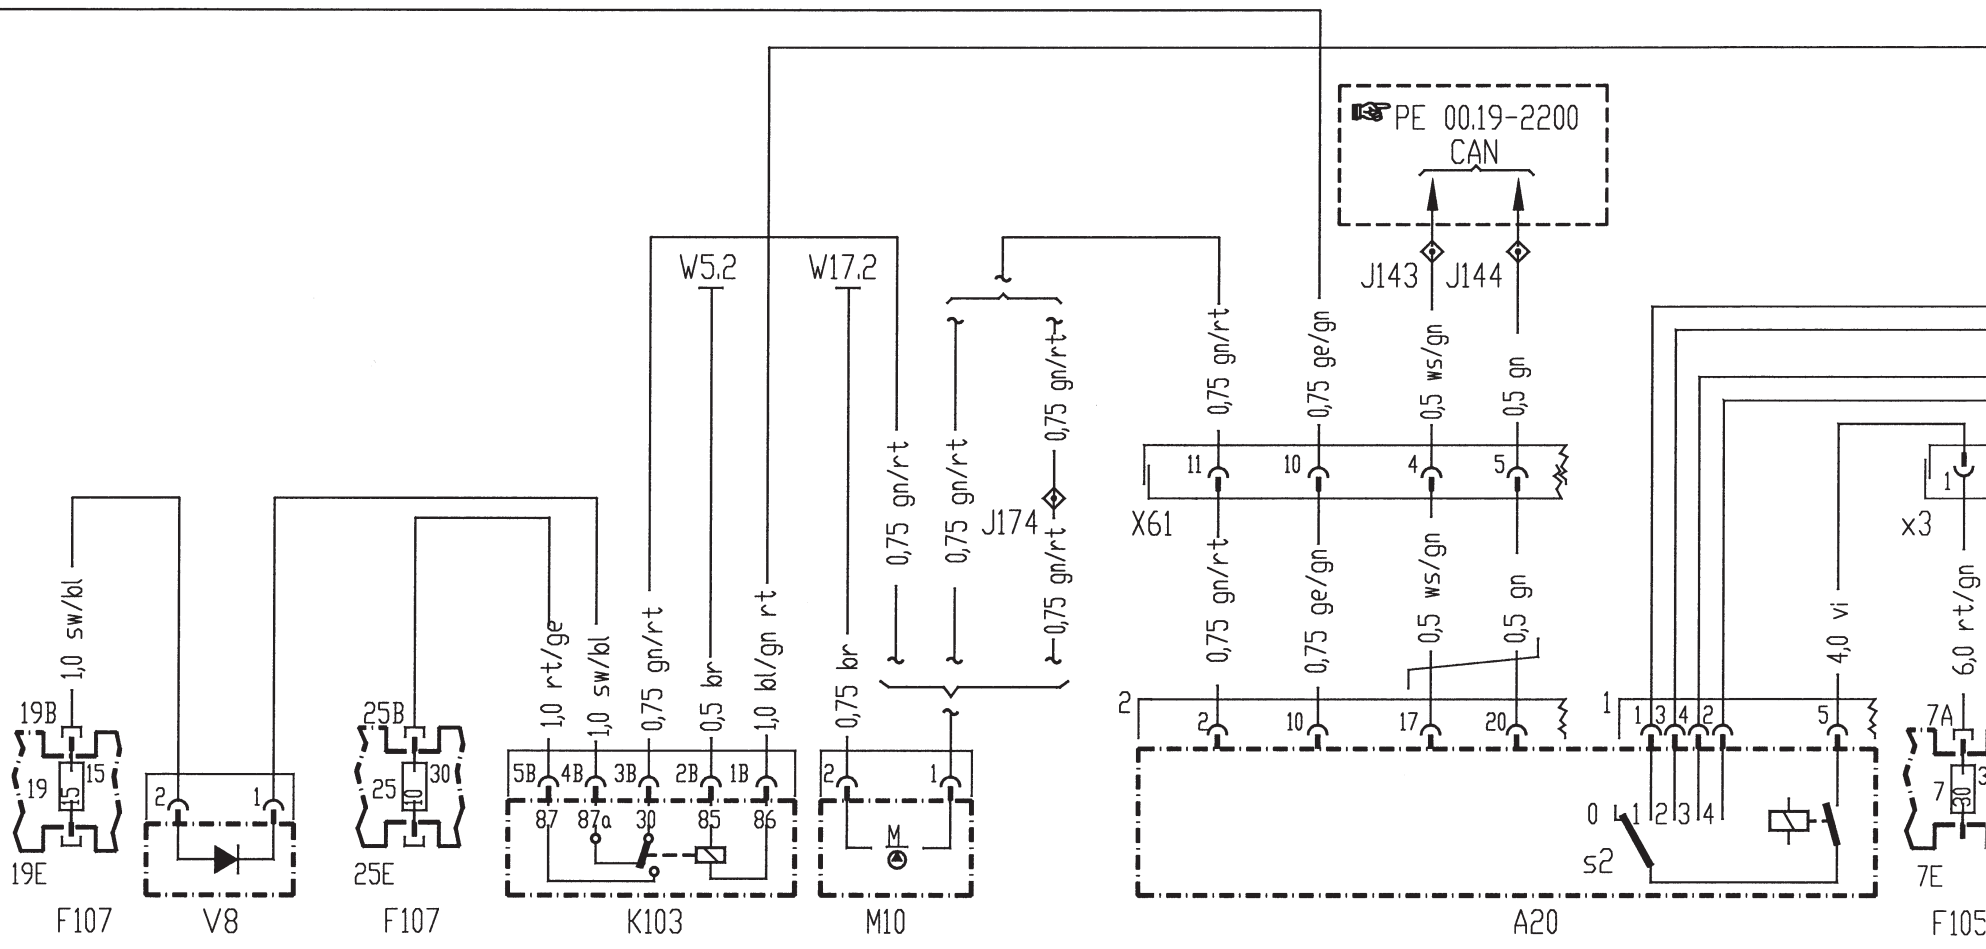 PE 00.19-2200
CAN
W5.2
W17.2
J143
J144
0,75 gn/rt
0,75 ge/gn
0,5 ws/gn
0,5 gn
0,75 gn/rt
0,75 gn/rt
0,75 gn/rt
J174
0,75 gn/rt
11
10
4
5
X61
1
x3
0,75 gn/rt
0,75 ge/gn
0,5 ws/gn
0,5 gn
4,0 vi
6,0 rt/gn
1,0 sw/bl
1,0 rt/ge
1,0 sw/bl
0,75 gn/rt
0,5 br
1,0 bl/gn rt
0,75 br
19B
25B
2
2
10
17
20
1
1
3
4
2
5
7A
19
15
15
2
1
25
30
10
5B
4B
3B
2B
1B
2
1
87
87a
30
85
86
M
0
1
2
3
4
s2
7
3
30
19E
25E
7E
F107
V8
F107
K103
M10
A20
F105